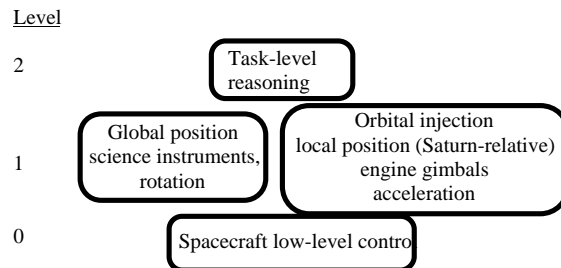 Level
2
Task-level
reasoning
1
Global position
science instruments,
rotation
Orbital injection
local position (Saturn-relative)
engine gimbals
acceleration
0
Spacecraft low-level contro